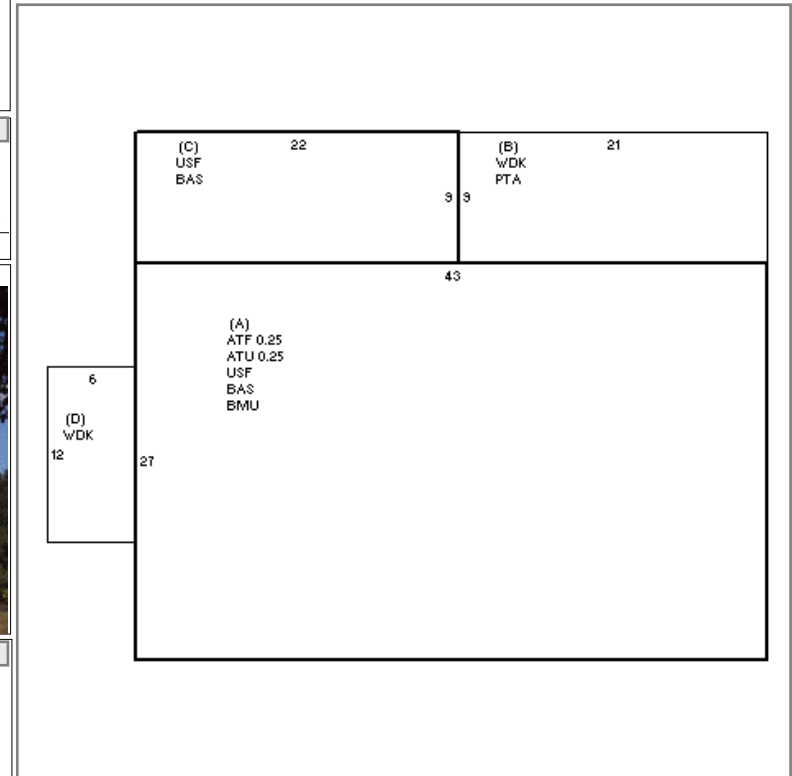 (C)
USF
BAS
22
(B)
WDK
PTA
21
9
9
43
(A)
ATF 0.25
ATU 0.25
USF
BAS
BMU
6
(D)
WDK
12
27